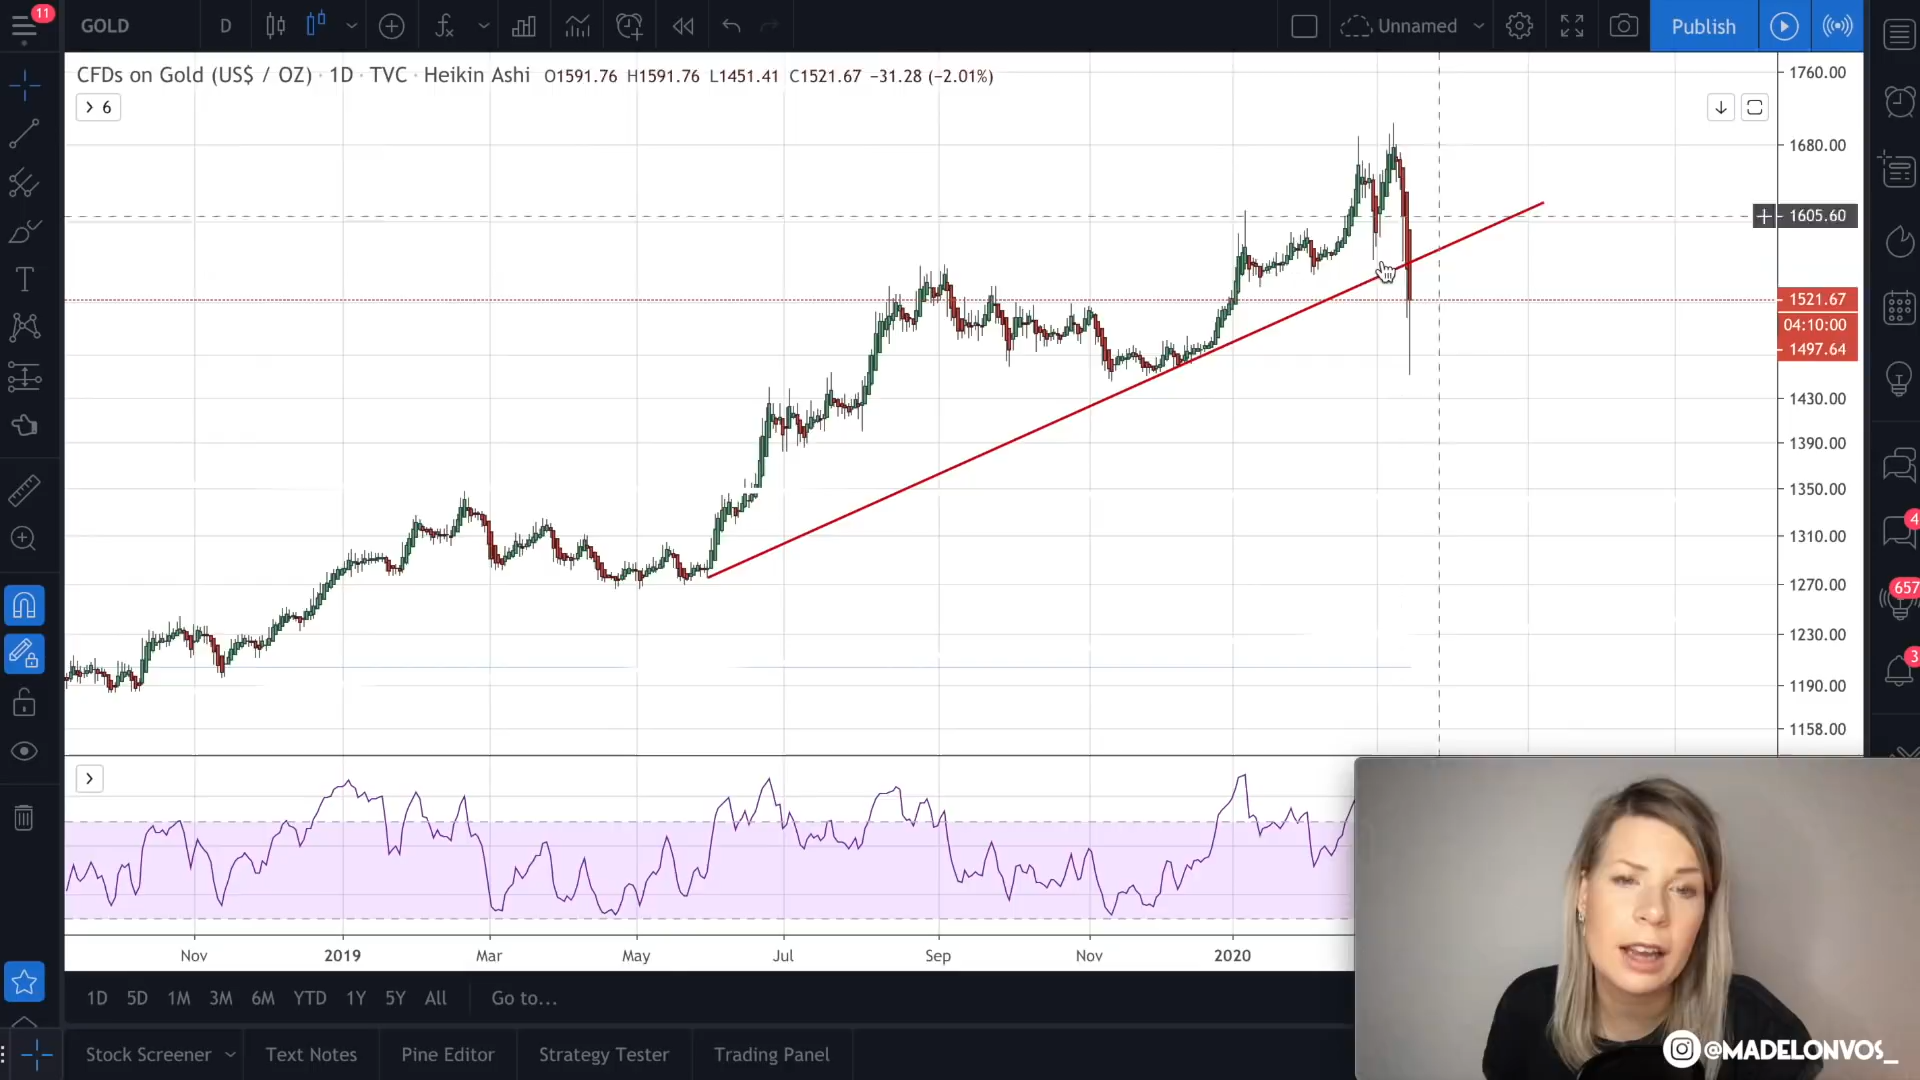 11
GOLD
D
Unnamed
Publish
CFDs on Gold (US$ / OZ) · 1D · TVC · Heikin Ashi O1591.76 H1591.76 L1451.41 C1521.67 −31.28 (−2.01%)
6
1760.00
1680.00
1605.60
1521.67
04:10:00
1497.64
1430.00
1390.00
1350.00
1310.00
1270.00
1230.00
1190.00
1158.00
4
657
3
Nov 2019 Mar May Jul Sep Nov 2020
1D 5D 1M 3M 6M YTD 1Y 5Y All Go to...
Stock Screener Text Notes Pine Editor Strategy Tester Trading Panel
@MADELONVOS_